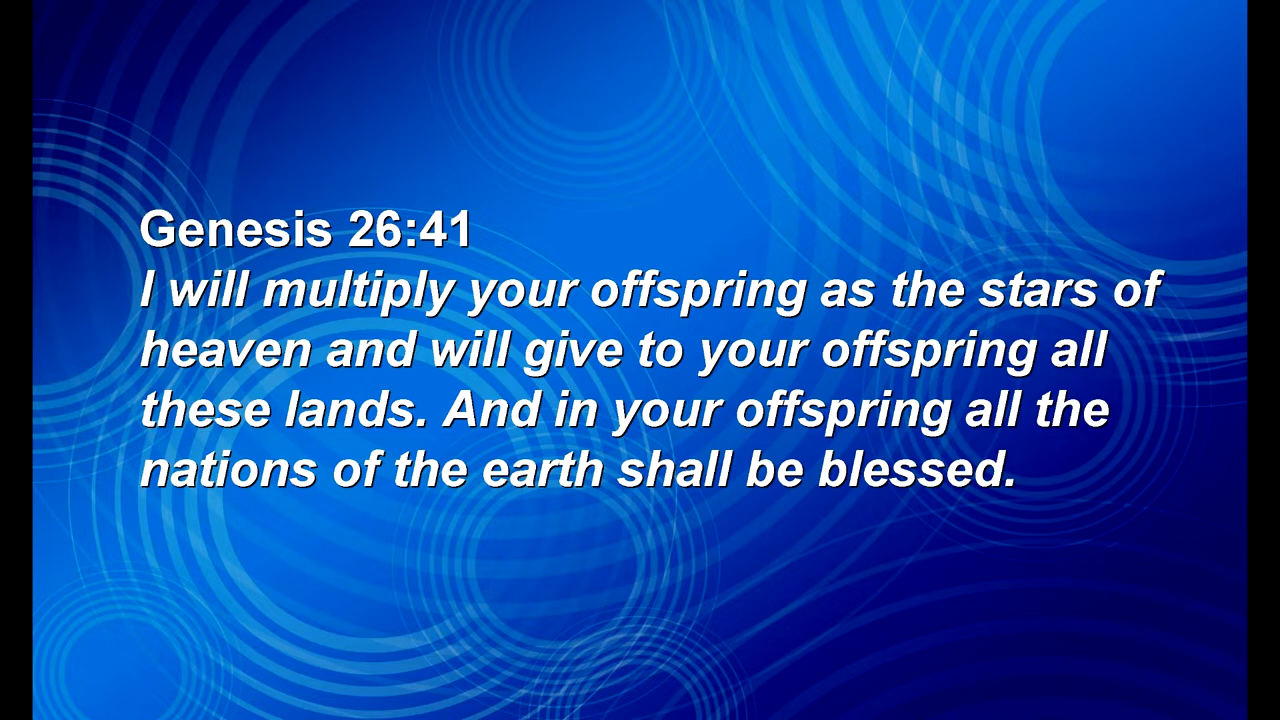 Genesis 26:41
I will multiply your offspring as the stars of
heaven and will give to your offspring all
these lands. And in your offspring all the
nations of the earth shall be blessed.